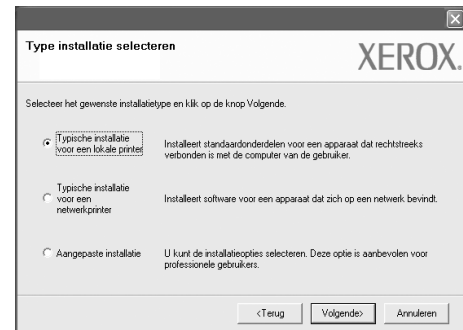 Type installatie selecteren
XEROX.
Selecteer het gewenste installatietype en klik op de knop Volgende.
Typische installatie
voor een lokale printer
Installeert standaardonderdelen voor een apparaat dat rechtstreeks
verbonden is met de computer van de gebruiker.
Typische installatie
voor een
netwerkprinter
Installeert software voor een apparaat dat zich op een netwerk bevindt.
Aangepaste installatie
U kunt de installatieopties selecteren. Deze optie is aanbevolen voor
professionele gebruikers.
<Terug
Volgende>
Annuleren